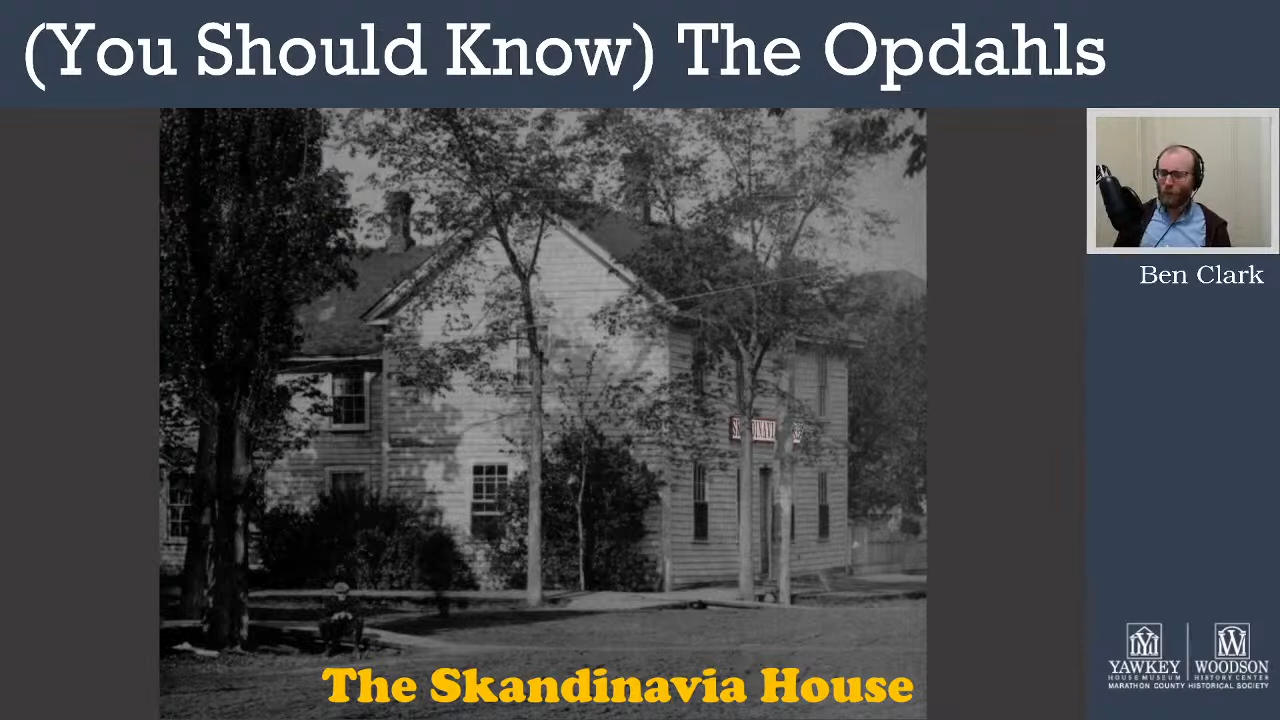 (You Should Know) The Opdahls
Ben Clark
The Skandinavia House
YAWKEY
HOUSE MUSEUM
WOODSON
HISTORY CENTER
MARATHON COUNTY HISTORICAL SOCIETY